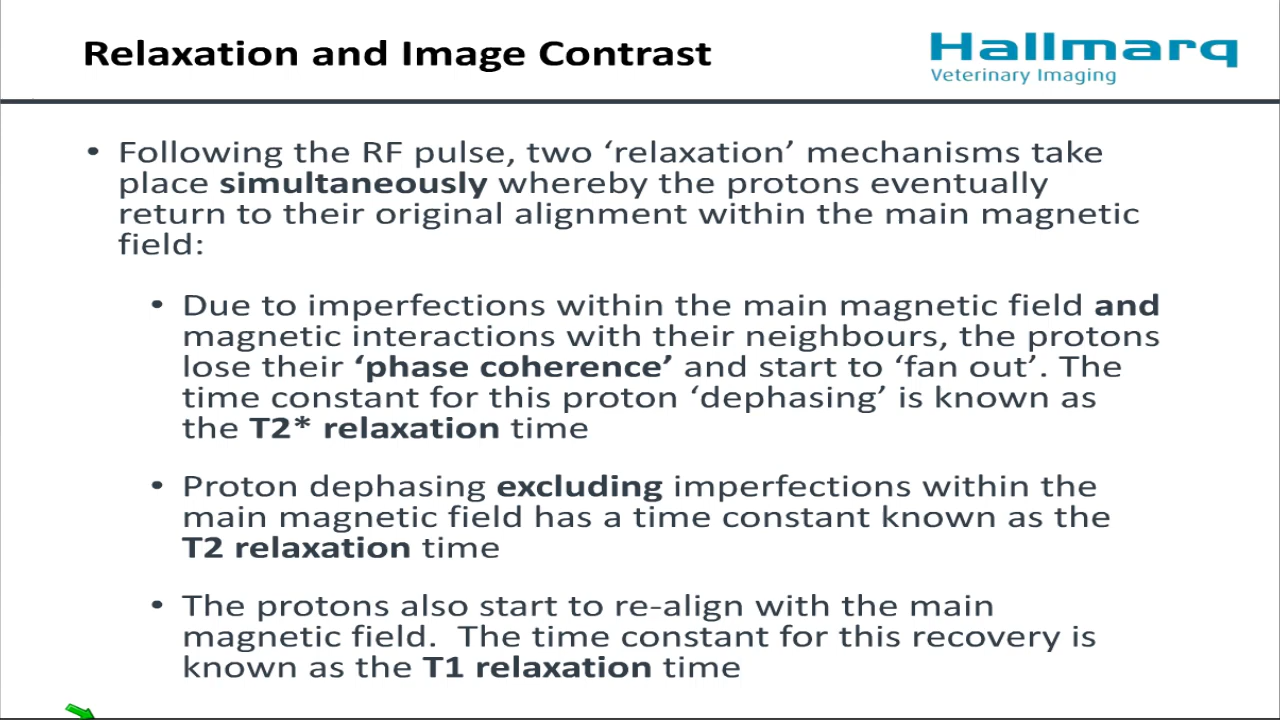 Relaxation and Image Contrast
Hallmarq
Veterinary Imaging
• Following the RF pulse, two ‘relaxation’ mechanisms take
place simultaneously whereby the protons eventually
return to their original alignment within the main magnetic
field:
• Due to imperfections within the main magnetic field and
magnetic interactions with their neighbours, the protons
lose their ‘phase coherence’ and start to ‘fan out’. The
time constant for this proton ‘dephasing’ is known as
the T2* relaxation time
• Proton dephasing excluding imperfections within the
main magnetic field has a time constant known as the
T2 relaxation time
• The protons also start to re-align with the main
magnetic field.  The time constant for this recovery is
known as the T1 relaxation time